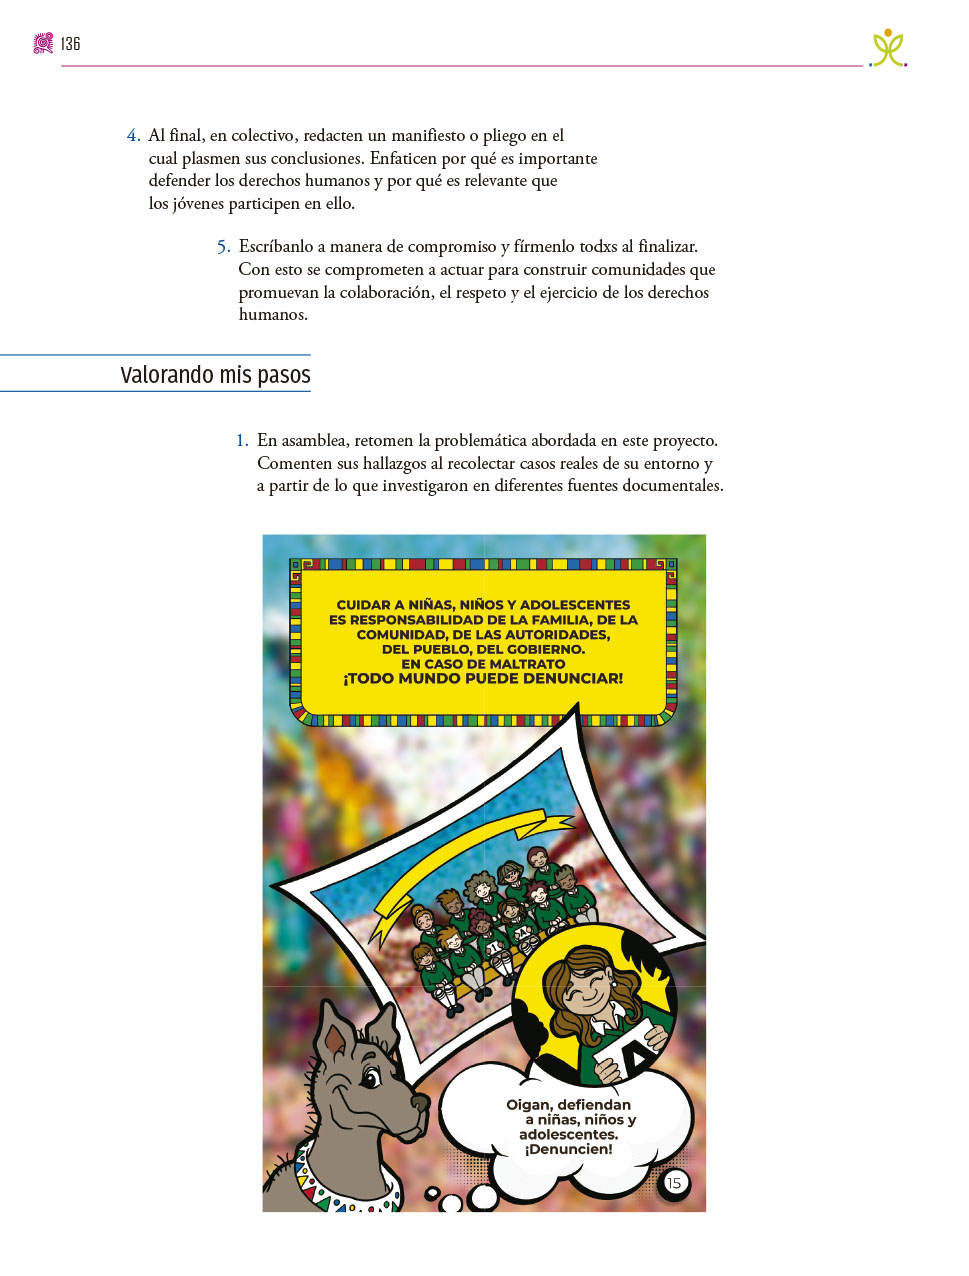 136
4. Al final, en colectivo, redacten un manifiesto o pliego en el
cual plasmen sus conclusiones. Enfaticen por qué es importante
defender los derechos humanos y por qué es relevante que
los jóvenes participen en ello.
5. Escríbanlo a manera de compromiso y fírmenlo todxs al finalizar.
Con esto se comprometen a actuar para construir comunidades que
promuevan la colaboración, el respeto y el ejercicio de los derechos
humanos.
Valorando mis pasos
1. En asamblea, retomen la problemática abordada en este proyecto.
Comenten sus hallazgos al recolectar casos reales de su entorno y
a partir de lo que investigaron en diferentes fuentes documentales.
CUIDAR A NIÑAS, NIÑOS Y ADOLESCENTES
ES RESPONSABILIDAD DE LA FAMILIA, DE LA
COMUNIDAD, DE LAS AUTORIDADES,
DEL PUEBLO, DEL GOBIERNO.
EN CASO DE MALTRATO
¡TODO MUNDO PUEDE DENUNCIAR!
1 A
A
Oigan, defiendan
a niñas, niños y
adolescentes.
¡Denuncien!
15